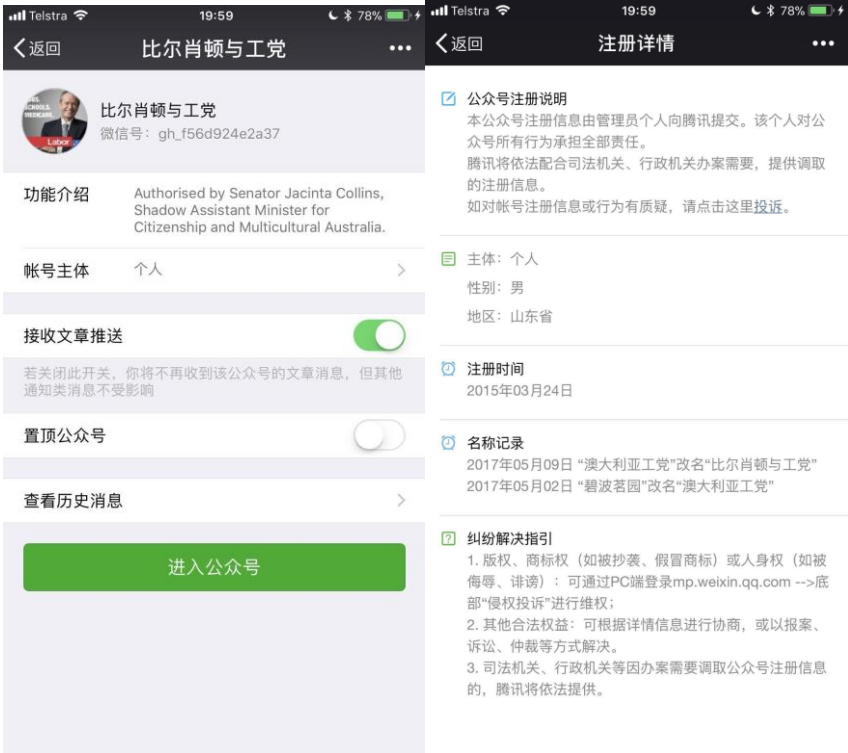 Telstra 19:59 78%
返回 比尔肖顿与工党
JOBS.
SCHOOLS.
MEDICARE.
Labor
比尔肖顿与工党
微信号：gh_f56d924e2a37
功能介绍
Authorised by Senator Jacinta Collins,
Shadow Assistant Minister for
Citizenship and Multicultural Australia.
帐号主体 个人
接收文章推送
若关闭此开关，你将不再收到该公众号的文章消息，但其他
通知类消息不受影响
置顶公众号
查看历史消息
进入公众号
Telstra 19:59 78%
返回 注册详情
公众号注册说明
本公众号注册信息由管理员个人向腾讯提交。该个人对公
众号所有行为承担全部责任。
腾讯将依法配合司法机关、行政机关办案需要，提供调取
的注册信息。
如对帐号注册信息或行为有质疑，请点击这里投诉。
主体：个人
性别：男
地区：山东省
注册时间
2015年03月24日
名称记录
2017年05月09日 “澳大利亚工党”改名“比尔肖顿与工党”
2017年05月02日 “碧波茗园”改名“澳大利亚工党”
纠纷解决指引
1. 版权、商标权（如被抄袭、假冒商标）或人身权（如被
侮辱、诽谤）：可通过PC端登录mp.weixin.qq.com -->底
部“侵权投诉”进行维权；
2. 其他合法权益：可根据详情信息进行协商，或以报案、
诉讼、仲裁等方式解决。
3. 司法机关、行政机关等因办案需要调取公众号注册信息
的，腾讯将依法提供。